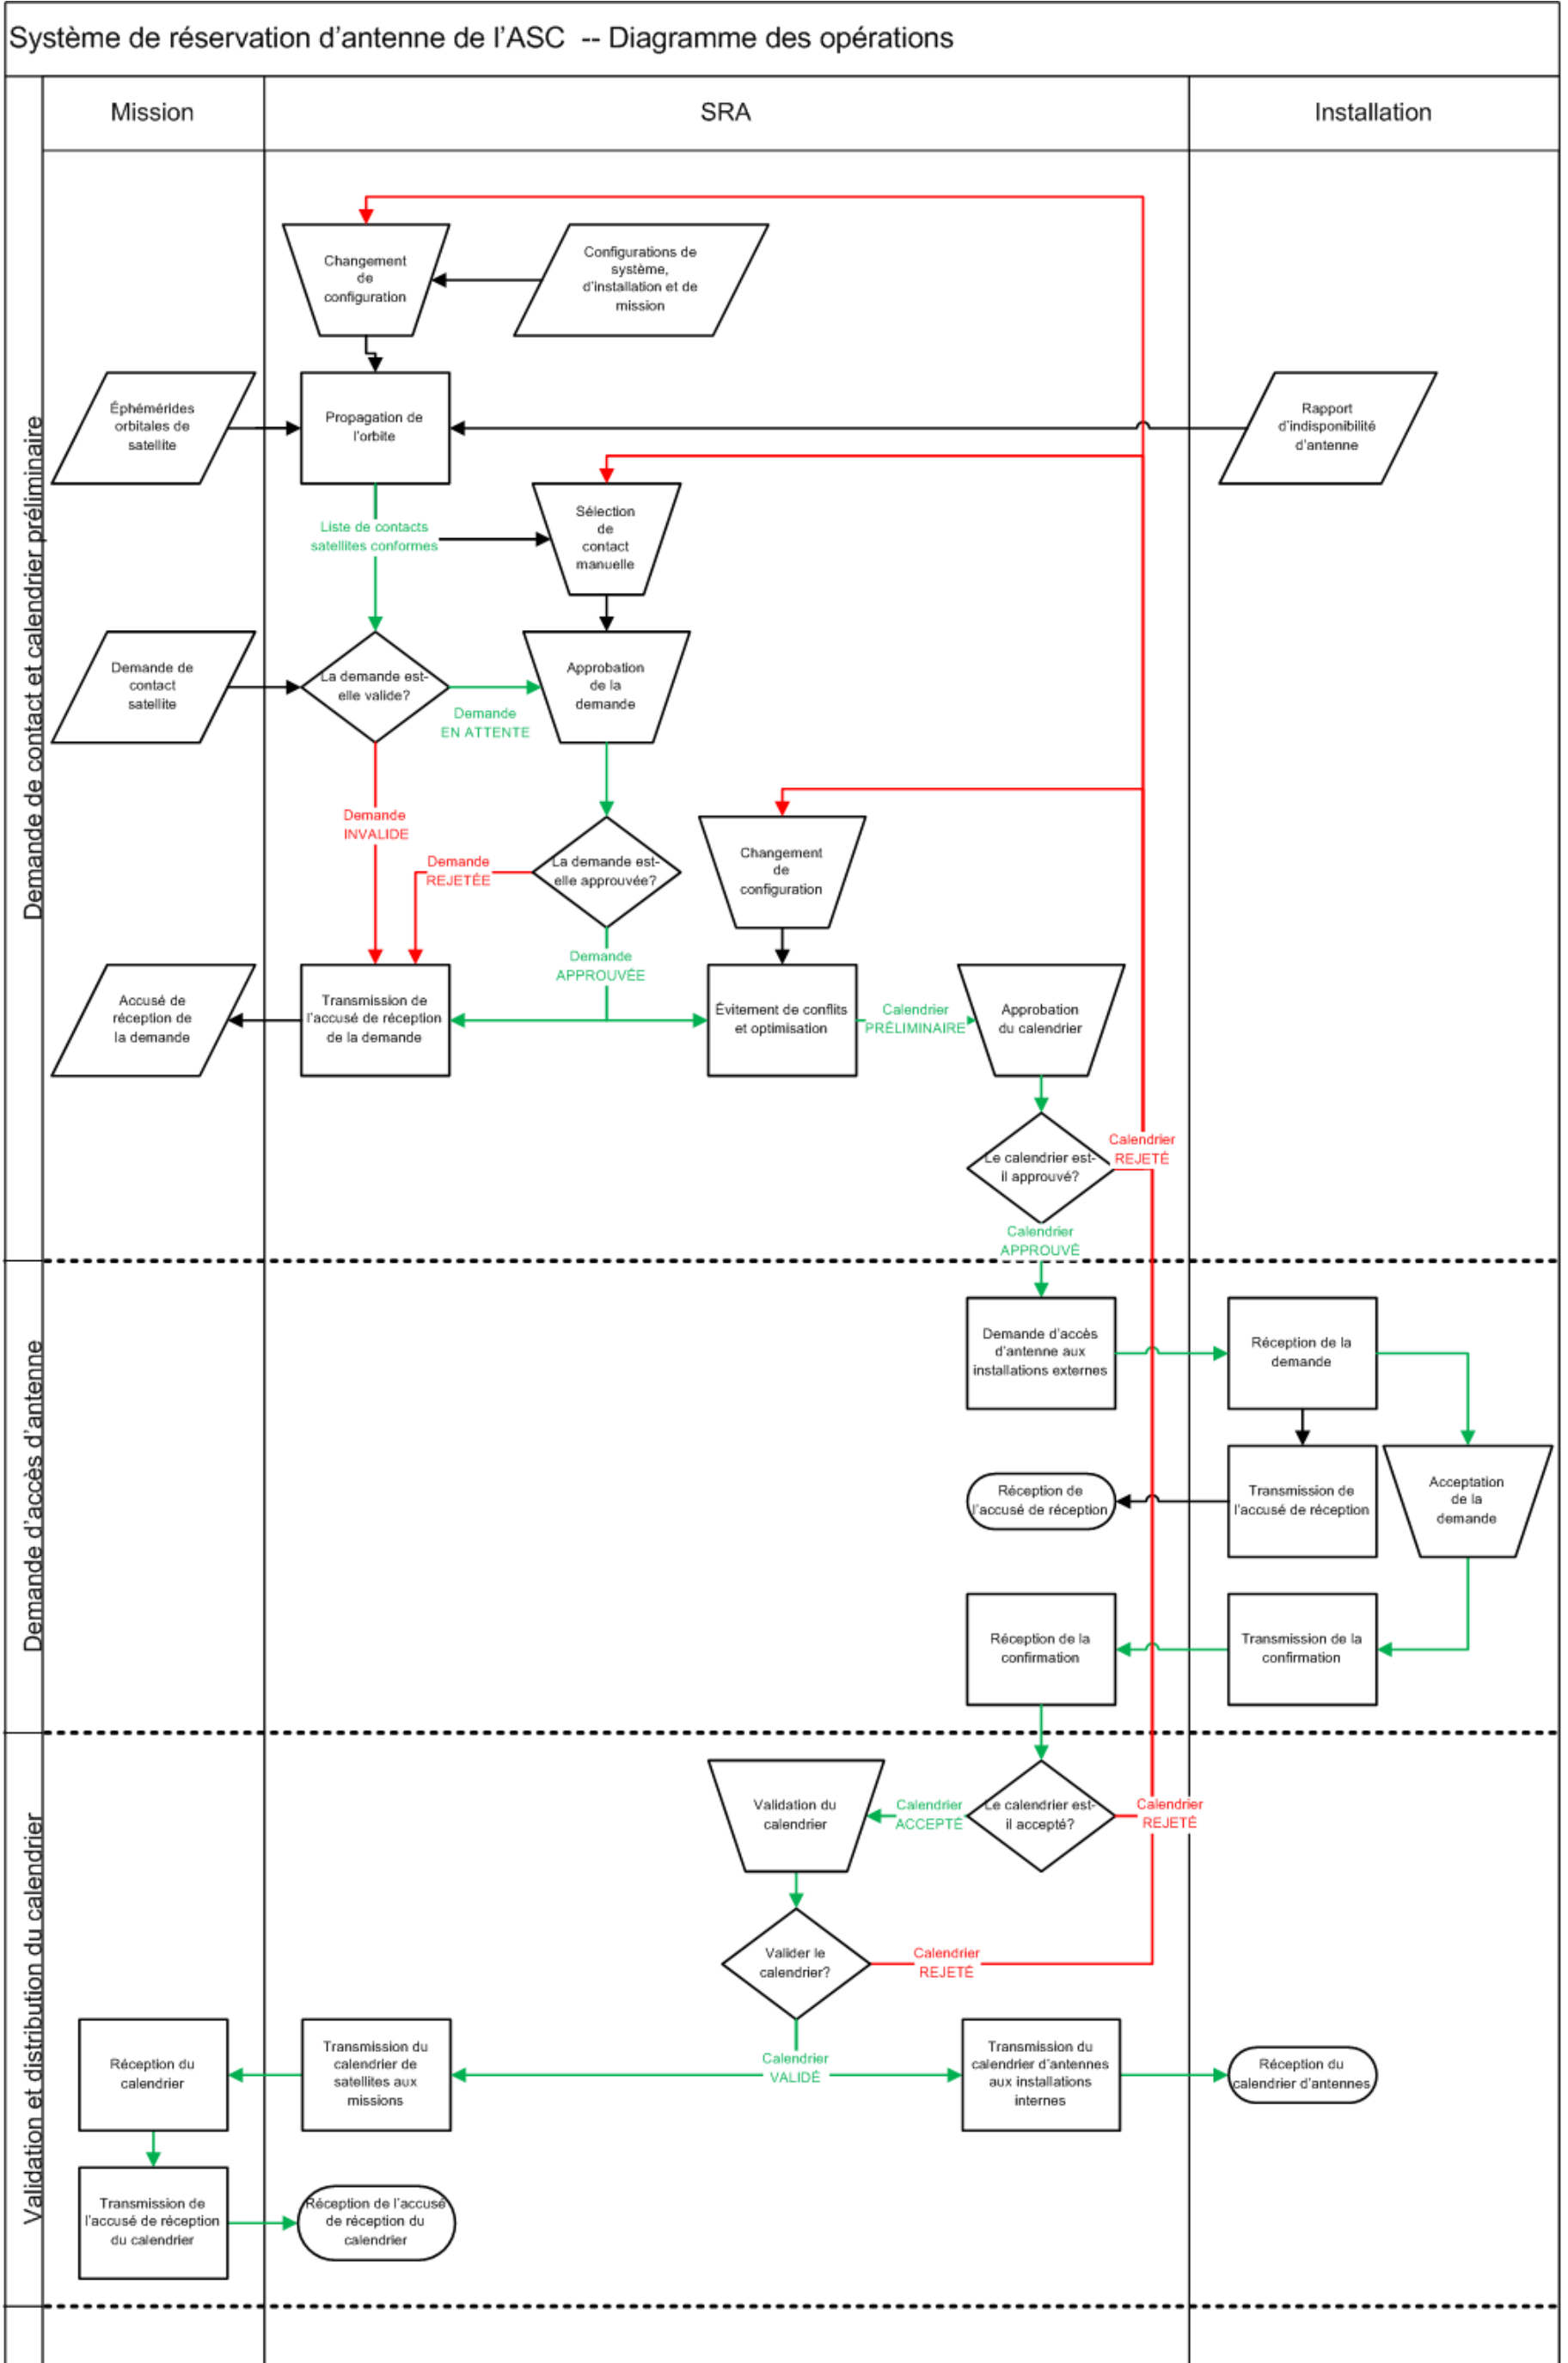 Système de réservation d'antenne de l'ASC -- Diagramme des opérations
Mission
SRA
Installation
Demande de contact et calendrier préliminaire
Changement
de
configuration
Configurations de
système,
d'installation et de
mission
Éphémérides
orbitales de
satellite
Propagation de
l'orbite
Rapport
d'indisponibilité
d'antenne
Liste de contacts
satellites conformes
Sélection
de
contact
manuelle
Demande de
contact
satellite
La demande est-
elle valide?
Demande
EN ATTENTE
Approbation
de la
demande
Demande
INVALIDE
Demande
REJETÉE
La demande est-
elle approuvée?
Changement
de
configuration
Demande
APPROUVÉE
Accusé de
réception de
la demande
Transmission de
l'accusé de réception
de la demande
Évitement de conflits
et optimisation
Calendrier
PRÉLIMINAIRE
Approbation
du calendrier
Le calendrier est-
il approuvé?
Calendrier
REJETÉ
Calendrier
APPROUVÉ
Demande d'accès d'antenne
Demande d'accès
d'antenne aux
installations externes
Réception de la
demande
Réception de
l'accusé de réception
Transmission de
l'accusé de réception
Acceptation
de la
demande
Réception de la
confirmation
Transmission de la
confirmation
Validation et distribution du calendrier
Validation du
calendrier
Calendrier
ACCEPTÉ
Le calendrier est-
il accepté?
Calendrier
REJETÉ
Valider le
calendrier?
Calendrier
REJETÉ
Réception du
calendrier
Transmission du
calendrier de
satellites aux
missions
Calendrier
VALIDÉ
Transmission du
calendrier d'antennes
aux installations
internes
Réception du
calendrier d'antennes
Transmission de
l'accusé de réception
du calendrier
Réception de l'accusé
de réception du
calendrier